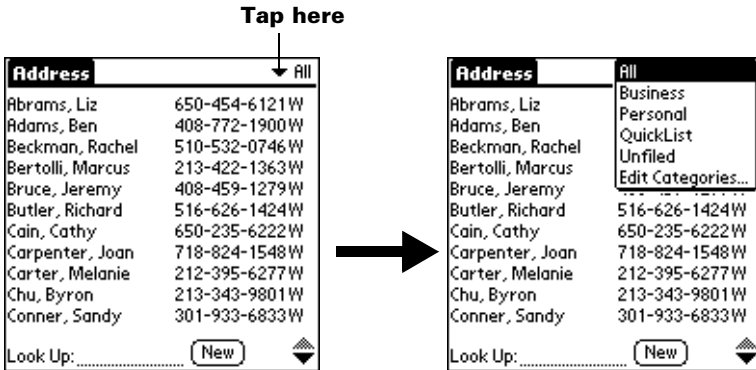 Tap here
Address All
Abrams, Liz 650-454-6121W
Adams, Ben 408-772-1900W
Beckman, Rachel 510-532-0746W
Bertolli, Marcus 213-422-1363W
Bruce, Jeremy 408-459-1279W
Butler, Richard 516-626-1424W
Cain, Cathy 650-235-6222W
Carpenter, Joan 718-824-1548W
Carter, Melanie 212-395-6277W
Chu, Byron 213-343-9801W
Conner, Sandy 301-933-6833W
Look Up: New
Address
All
Business
Personal
QuickList
Unfiled
Edit Categories...
Abrams, Liz
Adams, Ben
Beckman, Rachel
Bertolli, Marcus
Bruce, Jeremy
Butler, Richard 516-626-1424W
Cain, Cathy 650-235-6222W
Carpenter, Joan 718-824-1548W
Carter, Melanie 212-395-6277W
Chu, Byron 213-343-9801W
Conner, Sandy 301-933-6833W
Look Up: New